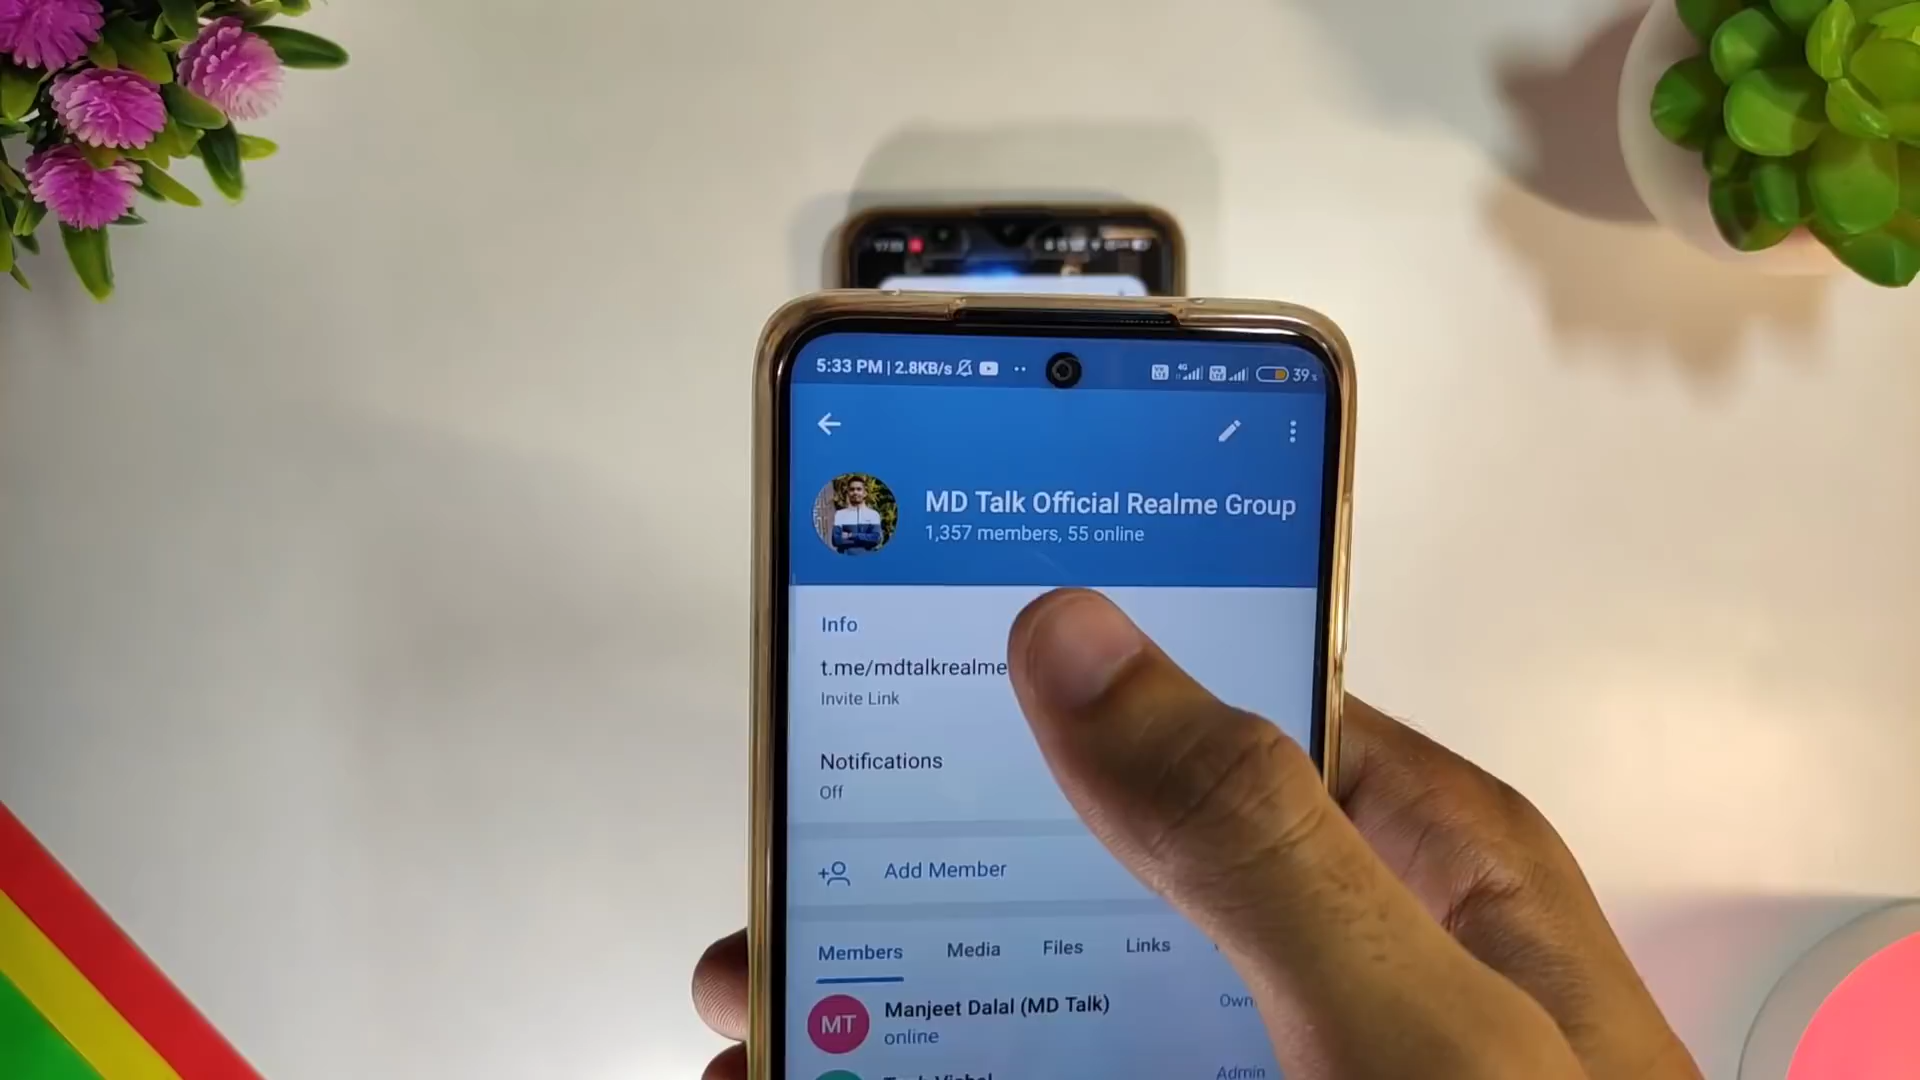 5:33 PM | 2.8KB/s
39
MD Talk Official Realme Group
1,357 members, 55 online
Info
t.me/mdtalkrealme
Invite Link
Notifications
Off
Add Member
Members Media Files Links
MT Manjeet Dalal (MD Talk) Own
online
Admin